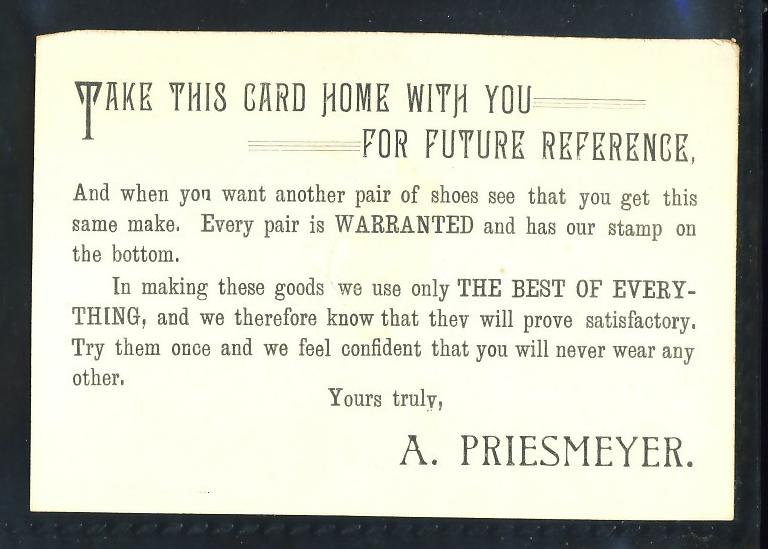 TAKE THIS CARD HOME WITH YOU
FOR FUTURE REFERENCE,
And when you want another pair of shoes see that you get this
same make. Every pair is WARRANTED and has our stamp on
the bottom.
In making these goods we use only THE BEST OF EVERY-
THING, and we therefore know that they will prove satisfactory.
Try them once and we feel confident that you will never wear any
other.
Yours truly,
A. PRIESMEYER.